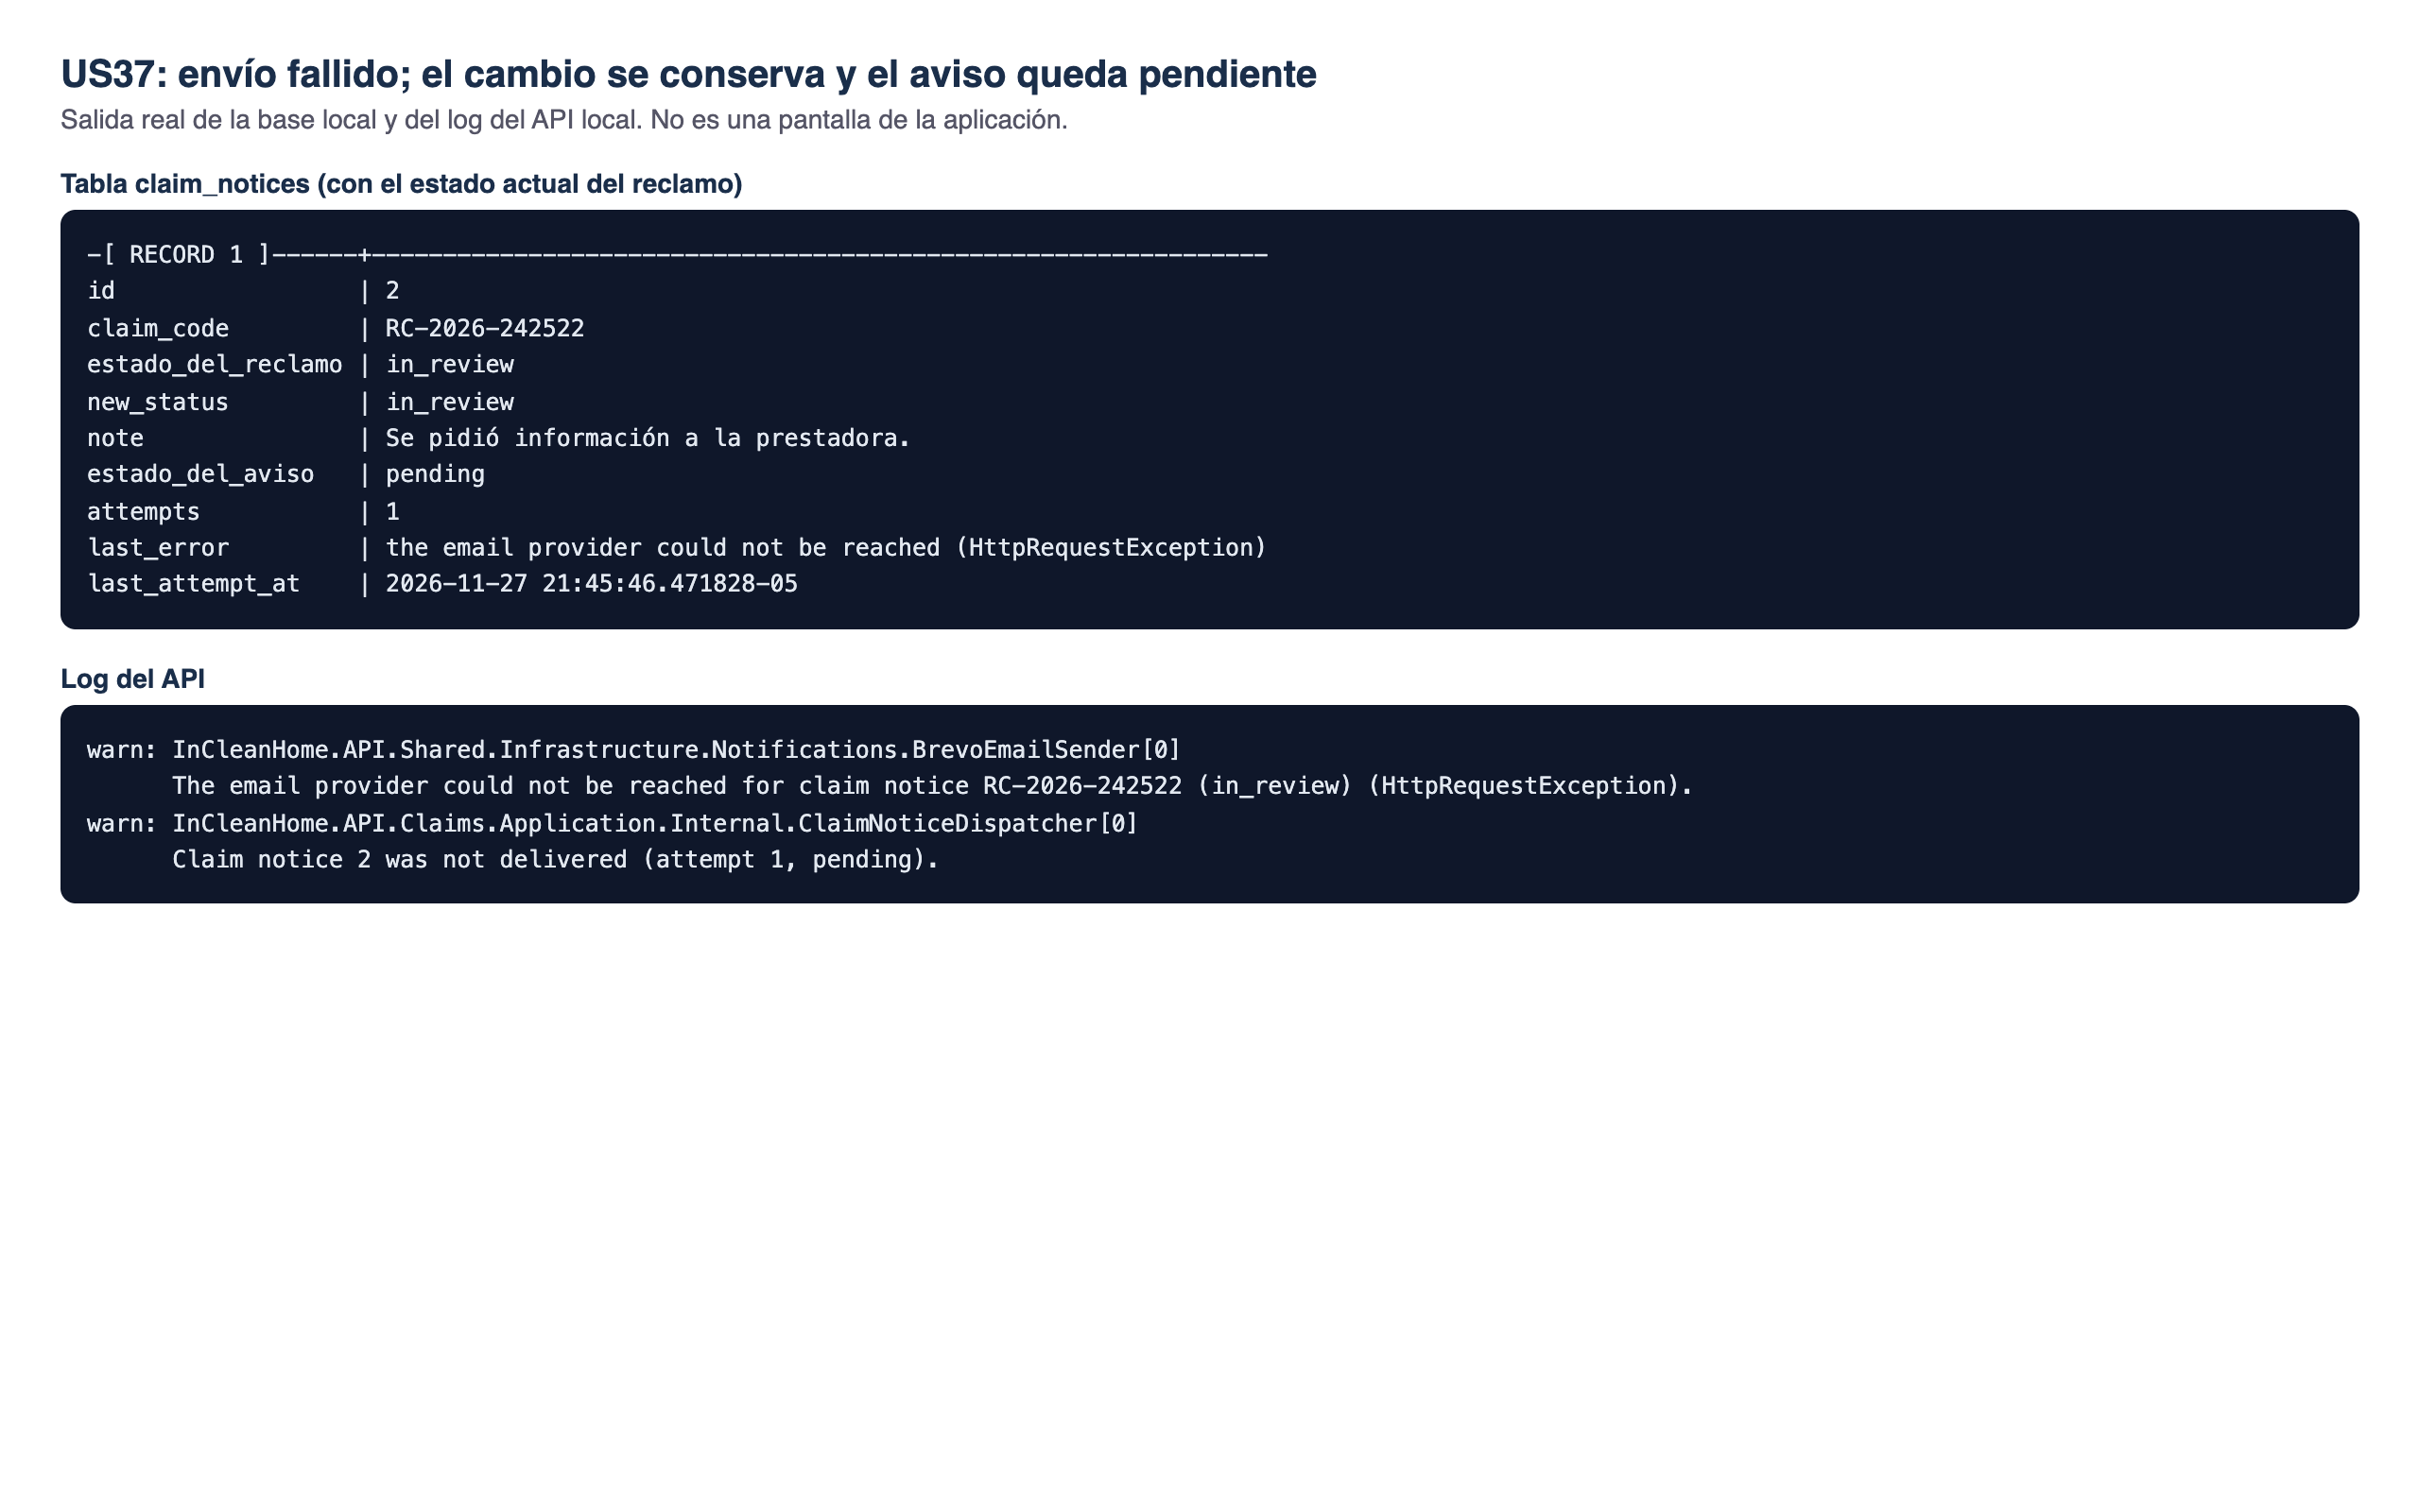 US37: envío fallido; el cambio se conserva y el aviso queda pendiente
Salida real de la base local y del log del API local. No es una pantalla de la aplicación.
Tabla claim_notices (con el estado actual del reclamo)
-[ RECORD 1 ]------+---------------------------------------------------------------
id                 | 2
claim_code         | RC-2026-242522
estado_del_reclamo | in_review
new_status         | in_review
note               | Se pidió información a la prestadora.
estado_del_aviso   | pending
attempts           | 1
last_error         | the email provider could not be reached (HttpRequestException)
last_attempt_at    | 2026-11-27 21:45:46.471828-05
Log del API
warn: InCleanHome.API.Shared.Infrastructure.Notifications.BrevoEmailSender[0]
      The email provider could not be reached for claim notice RC-2026-242522 (in_review) (HttpRequestException).
warn: InCleanHome.API.Claims.Application.Internal.ClaimNoticeDispatcher[0]
      Claim notice 2 was not delivered (attempt 1, pending).